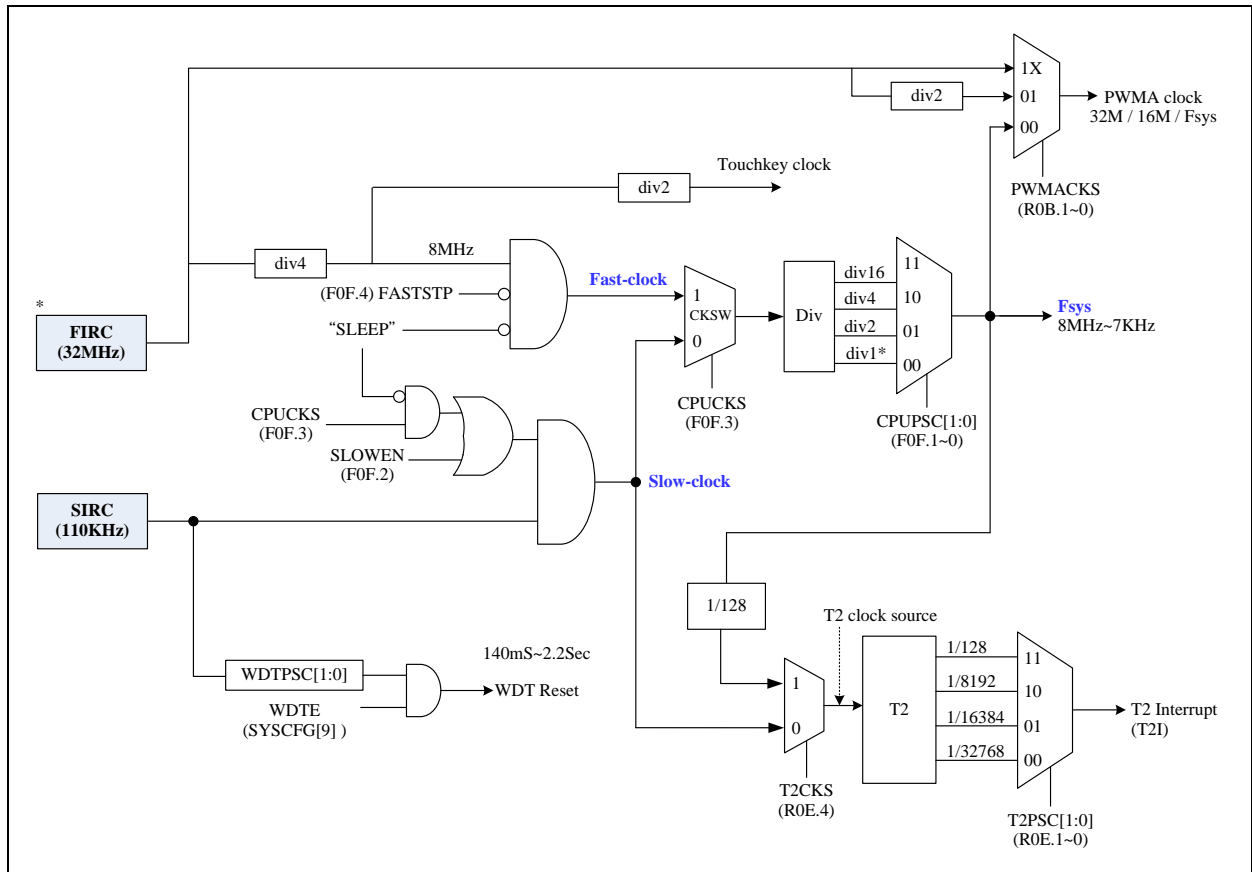 1X
div2
01
PWMA clock
32M / 16M / Fsys
00
Touchkey clock
div2
PWMACKS
(R0B.1~0)
8MHz
div4
(F0F.4) FASTSTP
Fast-clock
"SLEEP"
*
FIRC
(32MHz)
1
CKSW
0
Div
div16
div4
div2
div1*
11
10
01
00
Fsys
8MHz~7KHz
CPUCKS
(F0F.3)
CPUPSC[1:0]
(F0F.1~0)
CPUCKS
(F0F.3)
SLOWEN
(F0F.2)
Slow-clock
SIRC
(110KHz)
1/128
T2 clock source
140mS~2.2Sec
WDTPSC[1:0]
WDT Reset
WDTE
(SYSCFG[9] )
1
0
T2
1/128
1/8192
1/16384
1/32768
11
10
01
00
T2 Interrupt
(T2I)
T2CKS
(R0E.4)
T2PSC[1:0]
(R0E.1~0)